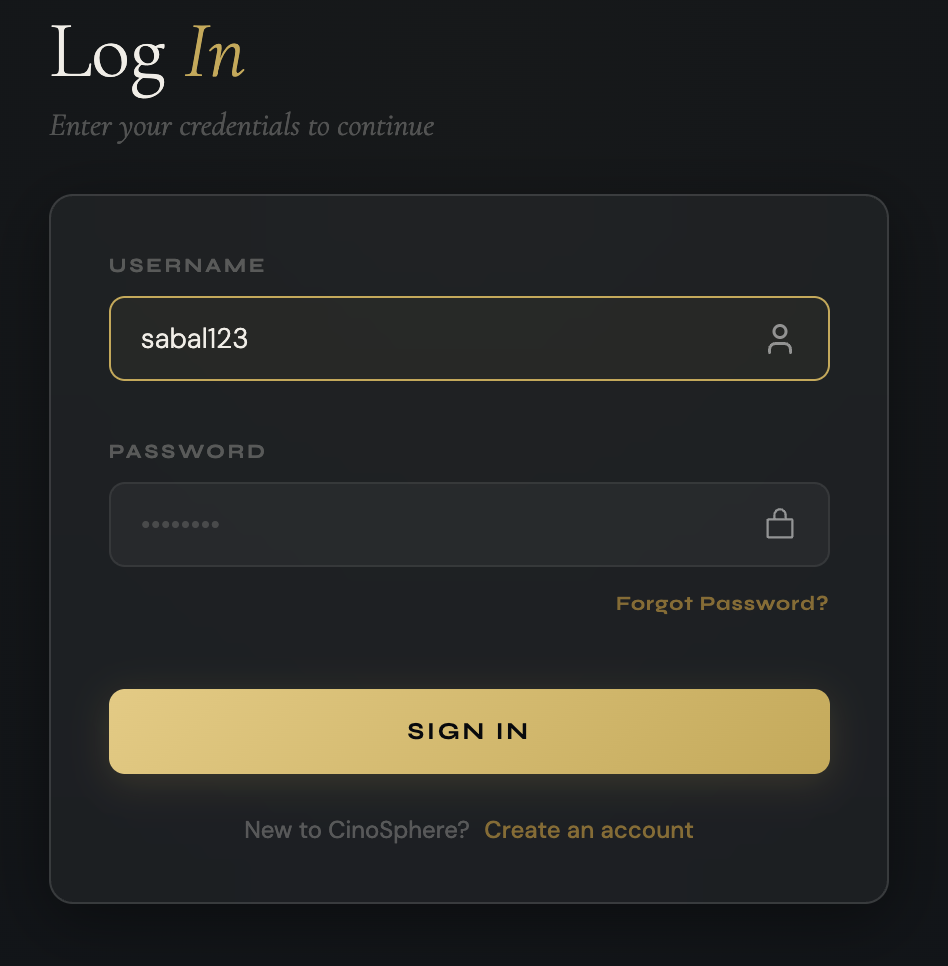 Log In
Enter your credentials to continue
USERNAME
sabal123
PASSWORD
••••••••
Forgot Password?
SIGN IN
New to CinoSphere? Create an account